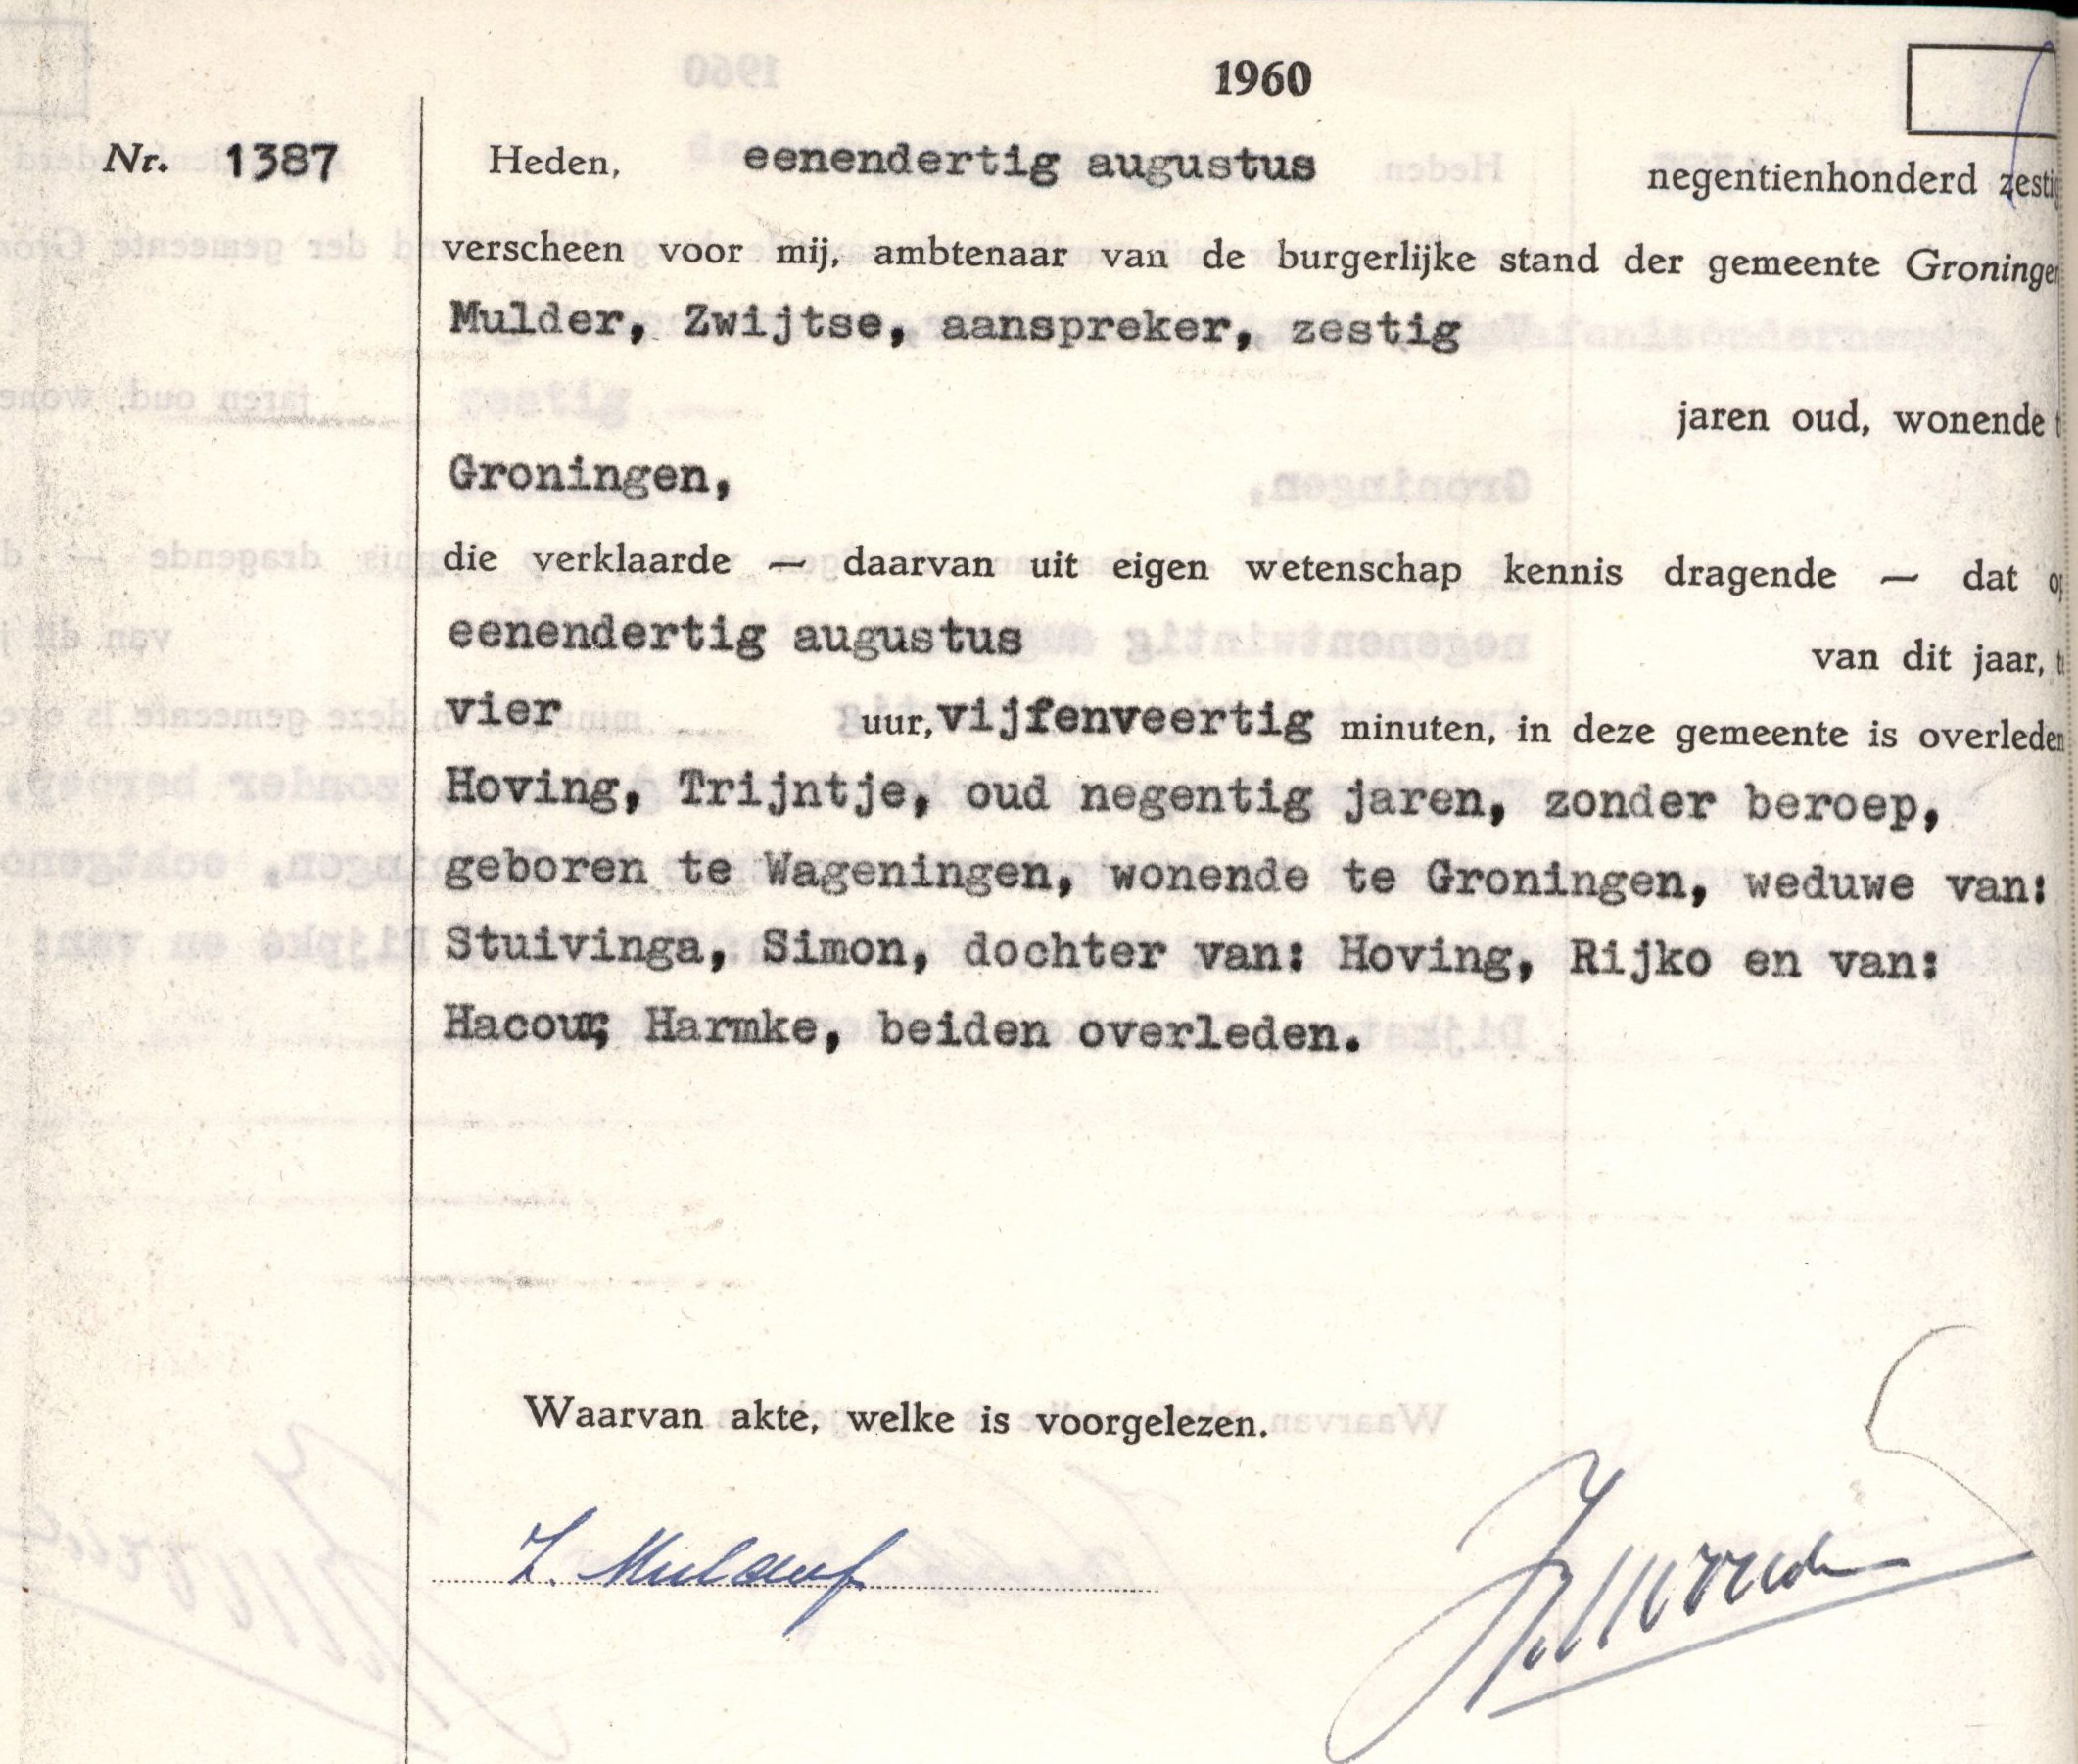 1960
Nr. 1387
Heden, eenendertig augustus negentienhonderd zestig
verscheen voor mij, ambtenaar van de burgerlijke stand der gemeente Groningen
Mulder, Zwijtse, aanspreker, zestig
jaren oud, wonende t
Groningen,
die verklaarde — daarvan uit eigen wetenschap kennis dragende — dat op
eenendertig augustus van dit jaar, t
vier uur, vijfenveertig minuten, in deze gemeente is overleden
Hoving, Trijntje, oud negentig jaren, zonder beroep,
geboren te Wageningen, wonende te Groningen, weduwe van:
Stuivinga, Simon, dochter van: Hoving, Rijko en van:
Hacour, Harmke, beiden overleden.
Waarvan akte, welke is voorgelezen.
Z. Mulder